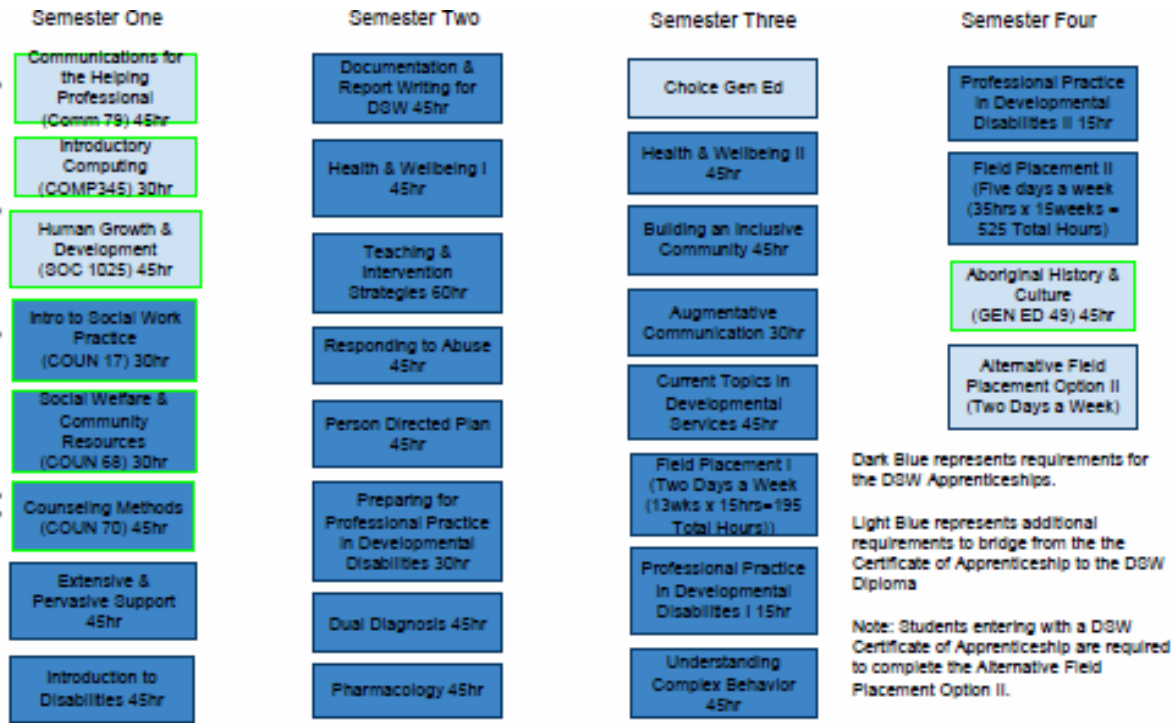 Semester One
Communications for
the Helping
Professional
(Comm 79) 45hr
Introductory
Computing
(COMP345) 30hr
Human Growth &
Development
(SOC 1025) 45hr
Intro to Social Work
Practice
(COUN 17) 30hr
Social Welfare &
Community
Resources
(COUN 68) 30hr
Counseling Methods
(COUN 70) 45hr
Extensive &
Pervasive Support
45hr
Introduction to
Disabilities 45hr
Semester Two
Documentation &
Report Writing for
DSW 45hr
Health & Wellbeing I
45hr
Teaching &
Intervention
Strategies 60hr
Responding to Abuse
45hr
Person Directed Plan
45hr
Preparing for
Professional Practice
in Developmental
Disabilities 30hr
Dual Diagnosis 45hr
Pharmacology 45hr
Semester Three
Choice Gen Ed
Health & Wellbeing II
45hr
Building an Inclusive
Community 45hr
Augmentative
Communication 30hr
Current Topics in
Developmental
Services 45hr
Field Placement I
(Two Days a Week
(13wks x 15hrs=195
Total Hours))
Professional Practice
in Developmental
Disabilities I 15hr
Understanding
Complex Behavior
45hr
Semester Four
Professional Practice
in Developmental
Disabilities II 15hr
Field Placement II
(Five days a week
(35hrs x 15weeks =
525 Total Hours)
Aboriginal History &
Culture
(GEN ED 49) 45hr
Alternative Field
Placement Option II
(Two Days a Week)
Dark Blue represents requirements for
the DSW Apprenticeships.
Light Blue represents additional
requirements to bridge from the the
Certificate of Apprenticeship to the DSW
Diploma
Note: Students entering with a DSW
Certificate of Apprenticeship are required
to complete the Alternative Field
Placement Option II.